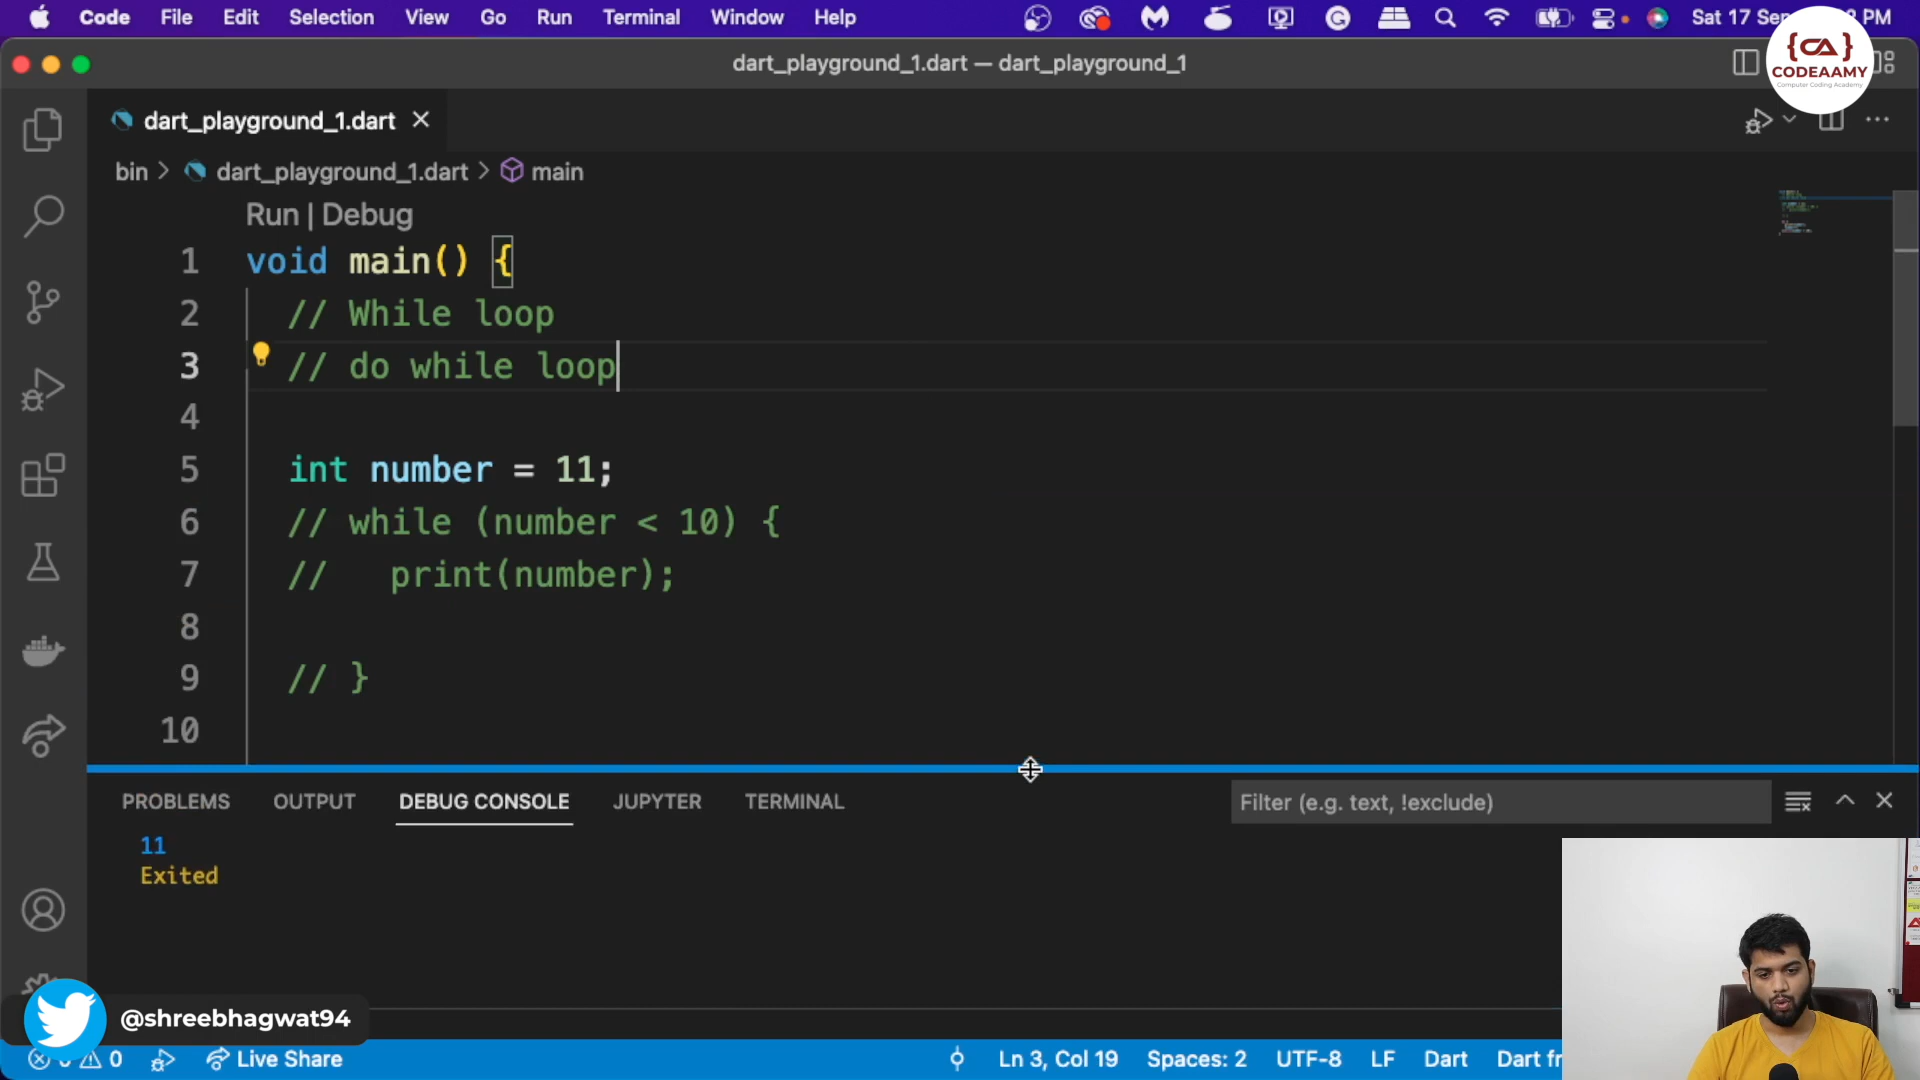 Code File Edit Selection View Go Run Terminal Window Help
Sat 17 Sep PM
dart_playground_1.dart — dart_playground_1
{CA}
CODEAAMY
Computer Coding Academy
dart_playground_1.dart
bin > dart_playground_1.dart > main
Run | Debug
1 void main() {
2 // While loop
3 // do while loop
4
5 int number = 11;
6 // while (number < 10) {
7 //   print(number);
8
9 // }
10
PROBLEMS OUTPUT DEBUG CONSOLE JUPYTER TERMINAL
Filter (e.g. text, !exclude)
11
Exited
@shreebhagwat94
0 Live Share
Ln 3, Col 19 Spaces: 2 UTF-8 LF Dart Dart